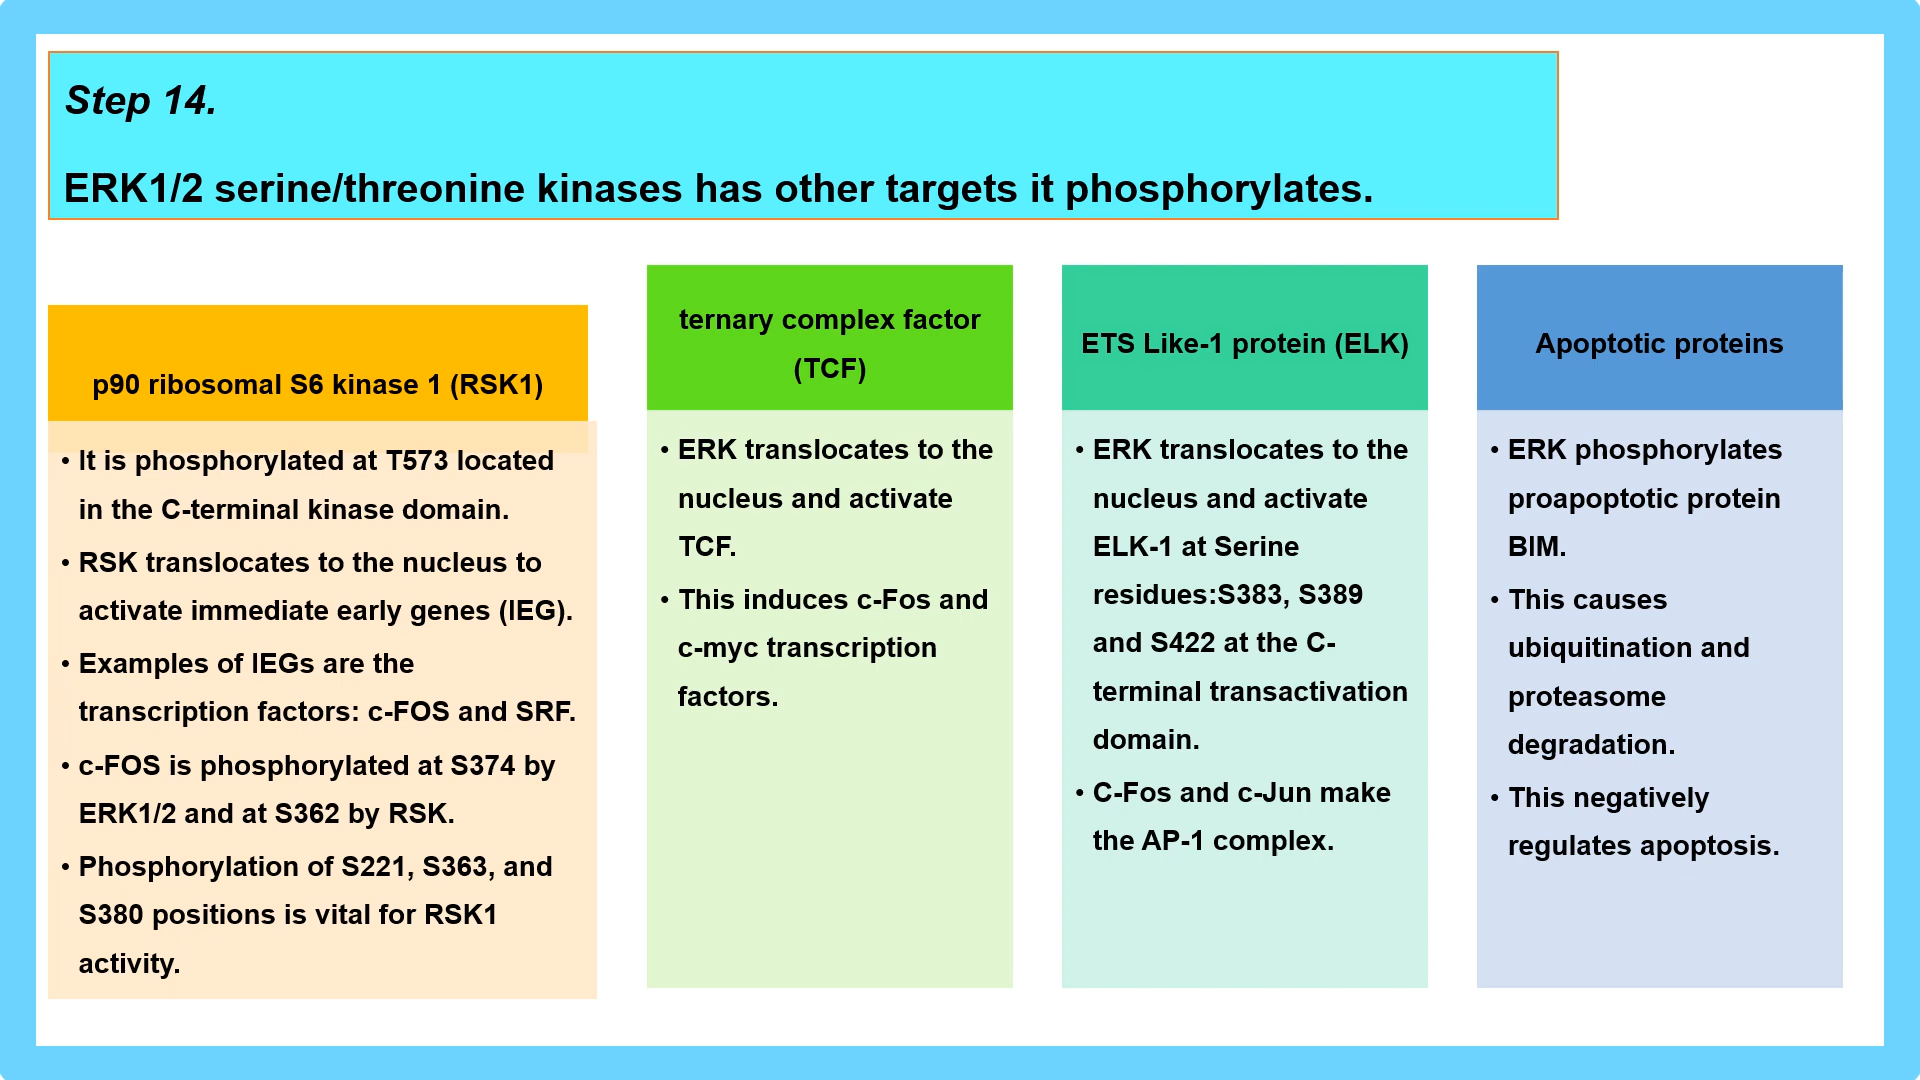 Step 14.
ERK1/2 serine/threonine kinases has other targets it phosphorylates.
p90 ribosomal S6 kinase 1 (RSK1)
• It is phosphorylated at T573 located
in the C-terminal kinase domain.
• RSK translocates to the nucleus to
activate immediate early genes (IEG).
• Examples of IEGs are the
transcription factors: c-FOS and SRF.
• c-FOS is phosphorylated at S374 by
ERK1/2 and at S362 by RSK.
• Phosphorylation of S221, S363, and
S380 positions is vital for RSK1
activity.
ternary complex factor
(TCF)
• ERK translocates to the
nucleus and activate
TCF.
• This induces c-Fos and
c-myc transcription
factors.
ETS Like-1 protein (ELK)
• ERK translocates to the
nucleus and activate
ELK-1 at Serine
residues:S383, S389
and S422 at the C-
terminal transactivation
domain.
• C-Fos and c-Jun make
the AP-1 complex.
Apoptotic proteins
• ERK phosphorylates
proapoptotic protein
BIM.
• This causes
ubiquitination and
proteasome
degradation.
• This negatively
regulates apoptosis.